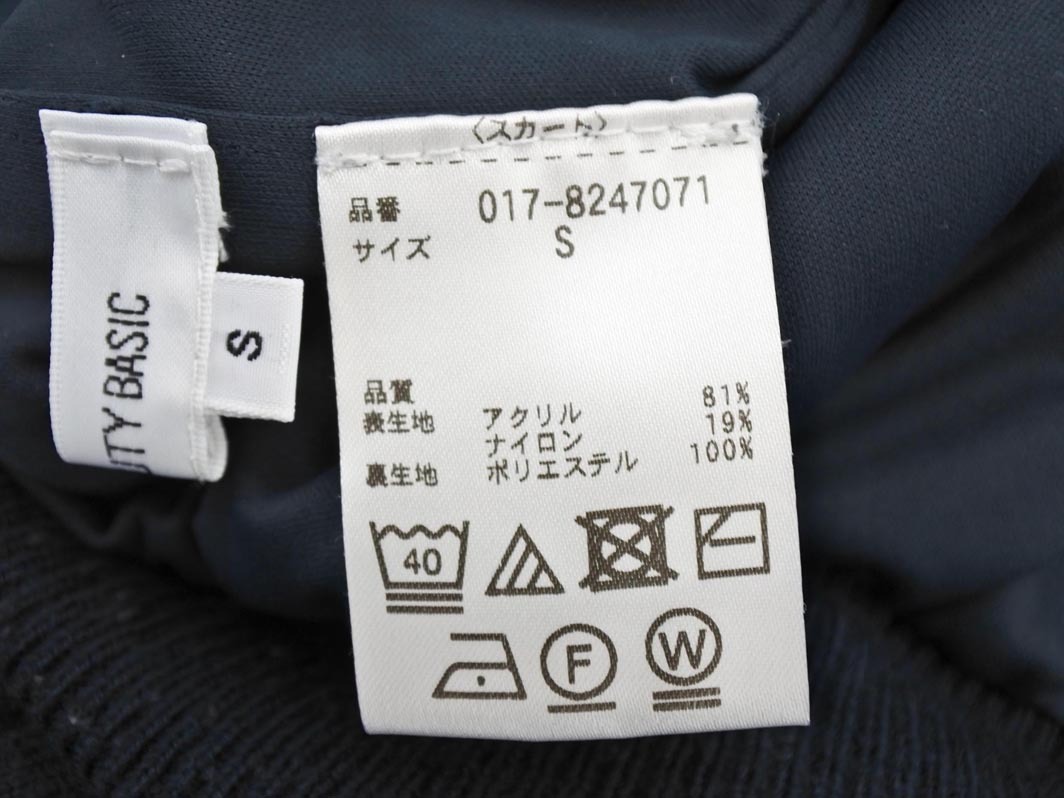 UTY BASIC
S
〈スカート〉
品番 017-8247071
サイズ S
品質
表生地 アクリル 81%
ナイロン 19%
裏生地 ポリエステル 100%
40
F
W